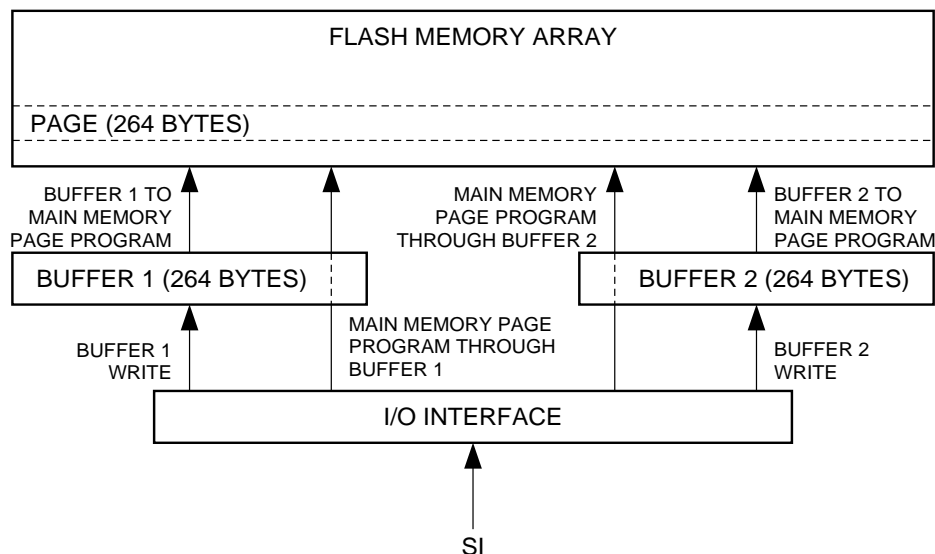 FLASH MEMORY ARRAY
PAGE (264 BYTES)
BUFFER 1 TO
MAIN MEMORY
PAGE PROGRAM
MAIN MEMORY
PAGE PROGRAM
THROUGH BUFFER 2
BUFFER 2 TO
MAIN MEMORY
PAGE PROGRAM
BUFFER 1 (264 BYTES)
BUFFER 2 (264 BYTES)
BUFFER 1
WRITE
MAIN MEMORY PAGE
PROGRAM THROUGH
BUFFER 1
BUFFER 2
WRITE
I/O INTERFACE
SI